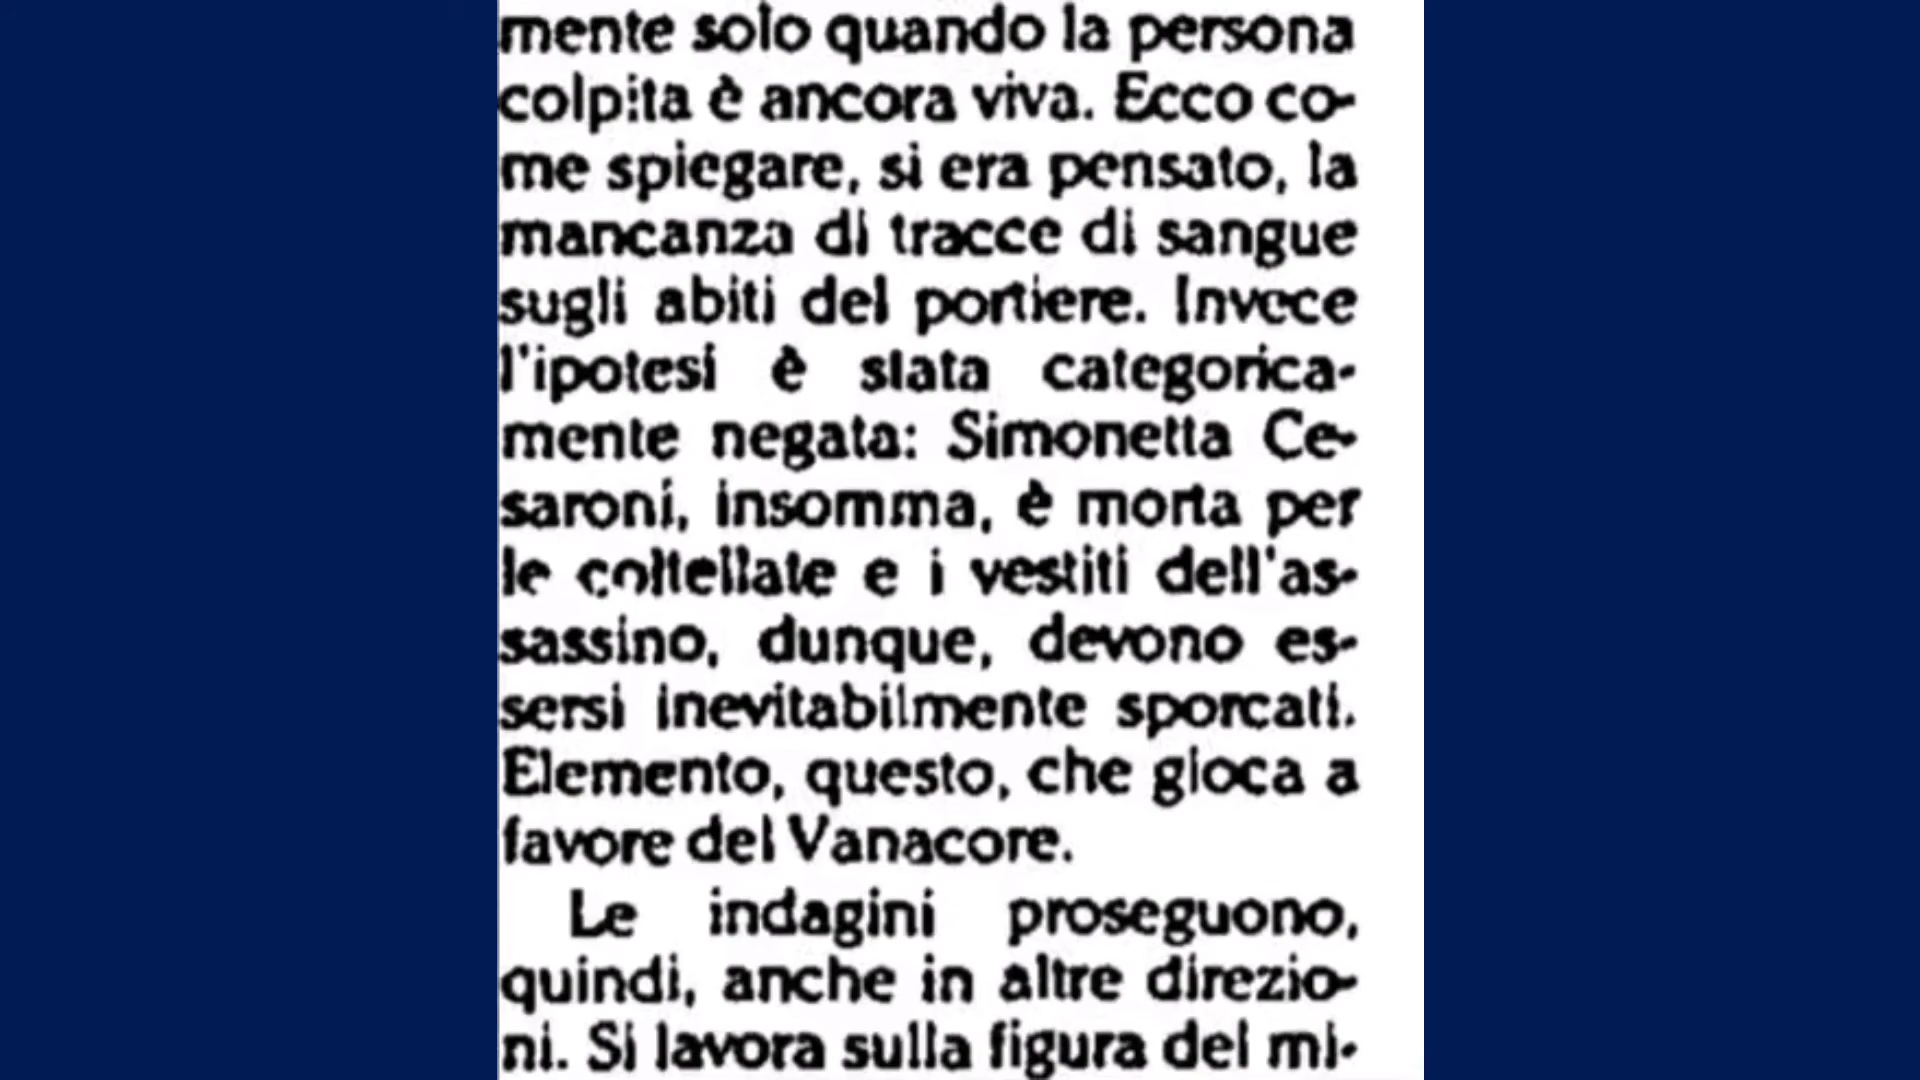 mente solo quando la persona
colpita è ancora viva. Ecco co-
me spiegare, si era pensato, la
mancanza di tracce di sangue
sugli abiti del portiere. Invece
l'ipotesi è stata categorica-
mente negata: Simonetta Ce-
saroni, insomma, è morta per
le coltellate e i vestiti dell'as-
sassino, dunque, devono es-
sersi inevitabilmente sporcati.
Elemento, questo, che gioca a
favore del Vanacore.
Le indagini proseguono,
quindi, anche in altre direzio-
ni. Si lavora sulla figura del mi-